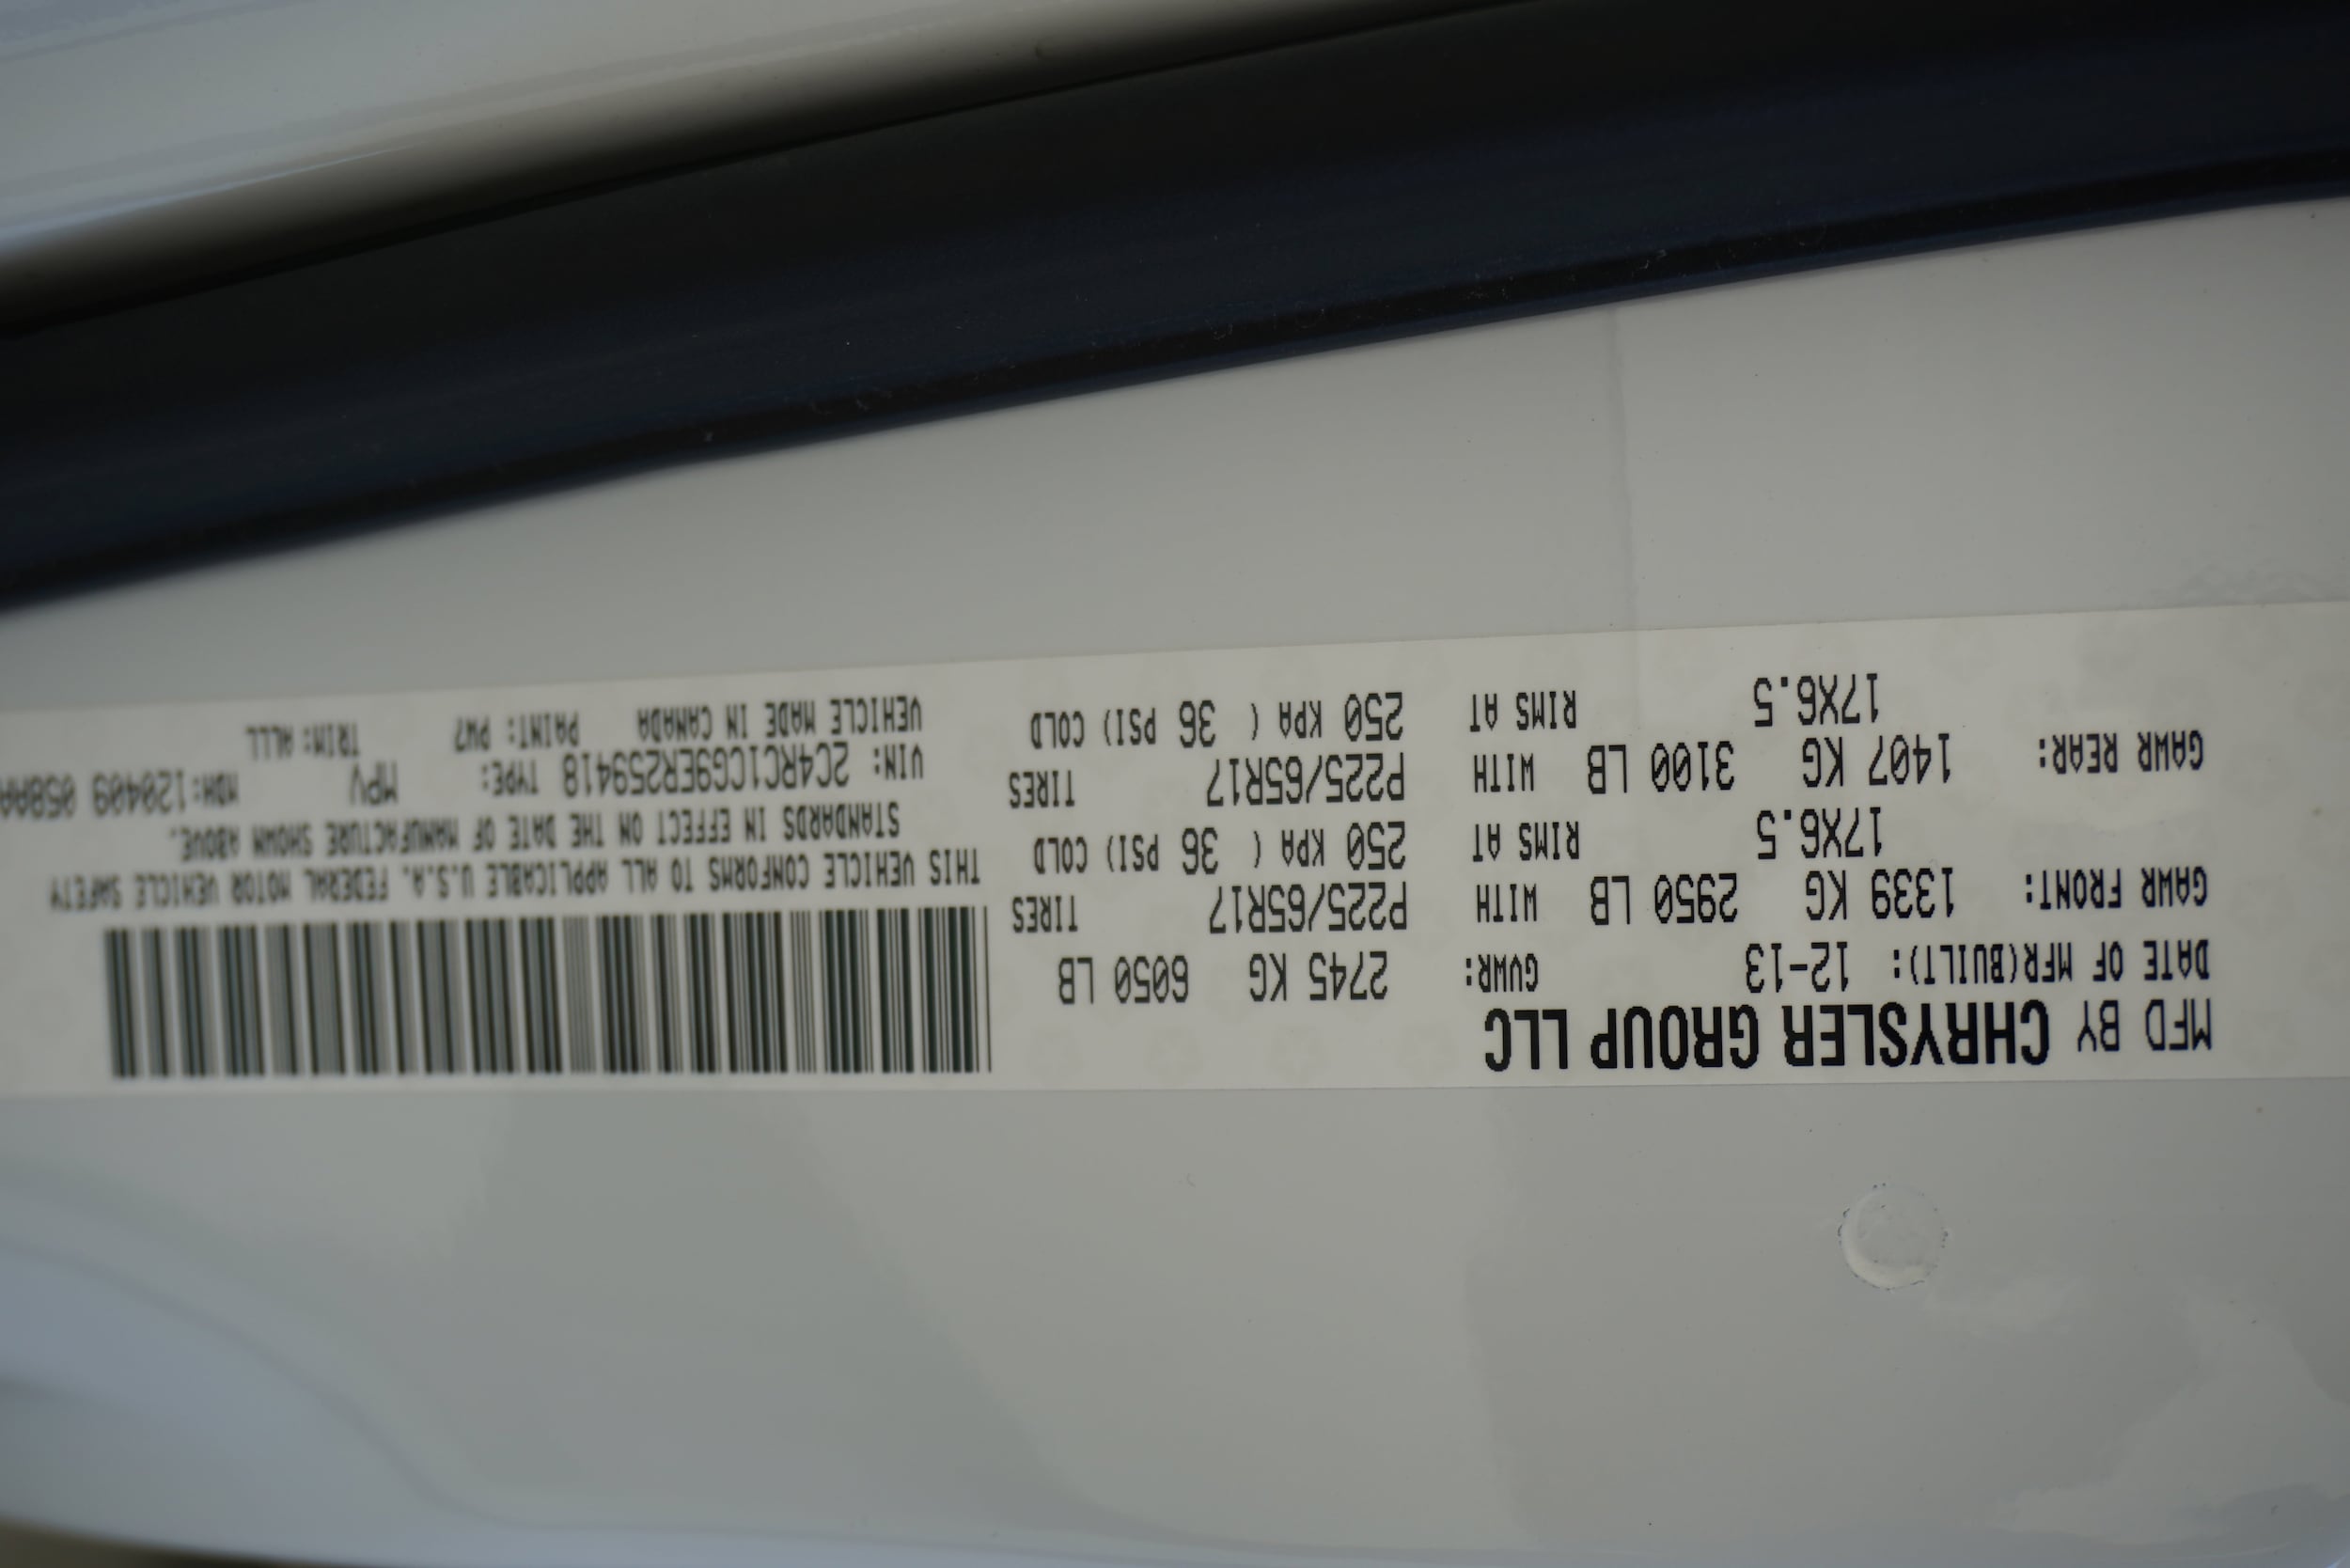 MFD BY CHRYSLER GROUP LLC
DATE OF MFR(BUILT): 12-13 GVWR: 2745 KG 6050 LB
GAWR FRONT: 1339 KG 2950 LB WITH P225/65R17 TIRES
17X6.5 RIMS AT 250 KPA ( 36 PSI) COLD
GAWR REAR: 1407 KG 3100 LB WITH P225/65R17 TIRES
17X6.5 RIMS AT 250 KPA ( 36 PSI) COLD
THIS VEHICLE CONFORMS TO ALL APPLICABLE U.S.A. FEDERAL MOTOR VEHICLE SAFETY
STANDARDS IN EFFECT ON THE DATE OF MANUFACTURE SHOWN ABOVE.
VIN: 2C4RC1CG9ER259418 TYPE: MPV MDH:120409 058AA
VEHICLE MADE IN CANADA PAINT: PW7 TRIM: ALL1